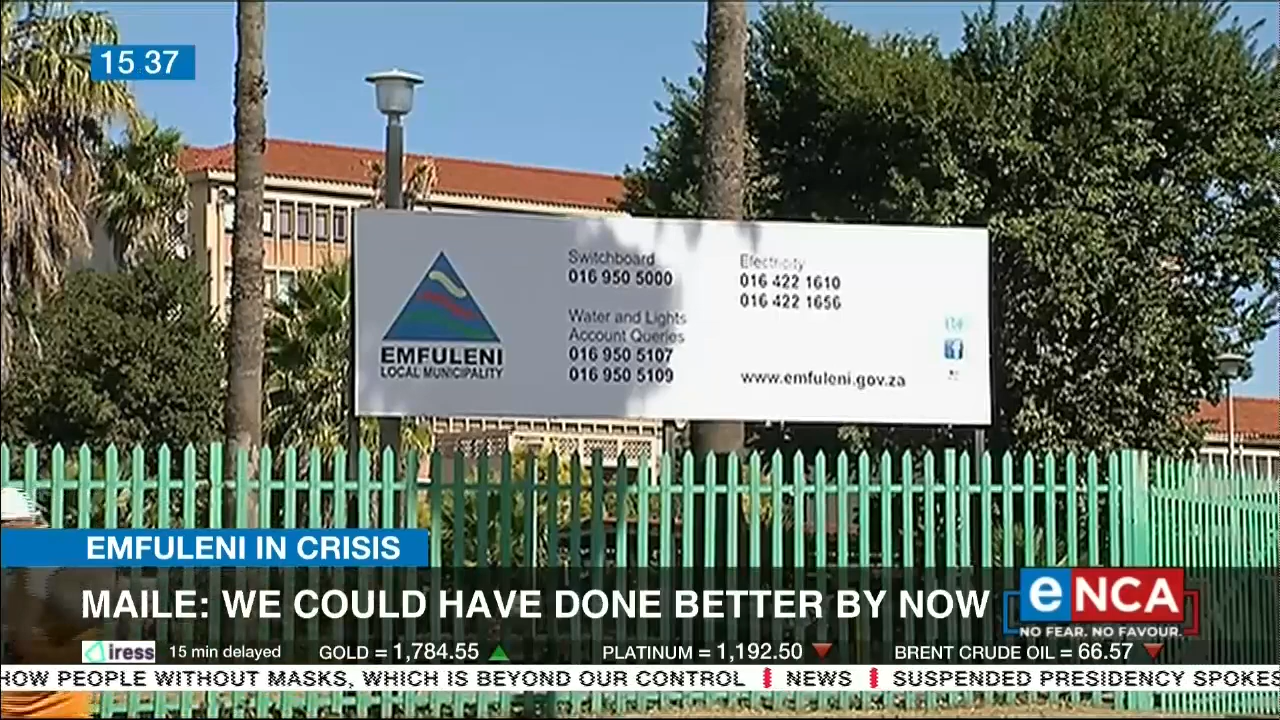 15 37
Switchboard
016 950 5000
Water and Lights
Account Queries
016 950 5107
016 950 5109
Electricity
016 422 1610
016 422 1656
www.emfuleni.gov.za
EMFULENI
LOCAL MUNICIPALITY
EMFULENI IN CRISIS
MAILE: WE COULD HAVE DONE BETTER BY NOW
eNCA
NO FEAR. NO FAVOUR.
iress 15 min delayed GOLD = 1,784.55 PLATINUM = 1,192.50 BRENT CRUDE OIL = 66.57
HOW PEOPLE WITHOUT MASKS, WHICH IS BEYOND OUR CONTROL NEWS SUSPENDED PRESIDENCY SPOKES